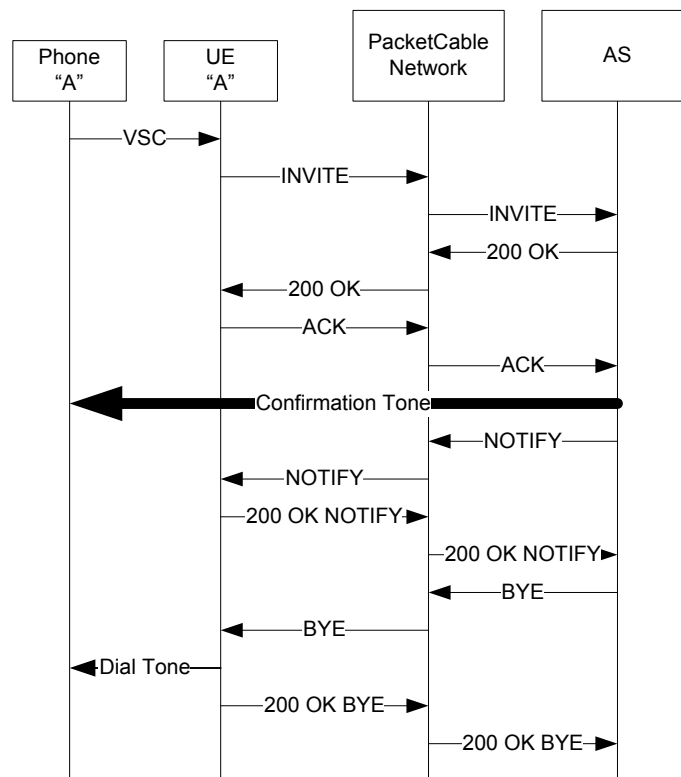 Phone
“A”
UE
“A”
PacketCable
Network
AS
VSC
INVITE
INVITE
200 OK
200 OK
ACK
ACK
Confirmation Tone
NOTIFY
NOTIFY
200 OK NOTIFY
200 OK NOTIFY
BYE
BYE
Dial Tone
200 OK BYE
200 OK BYE